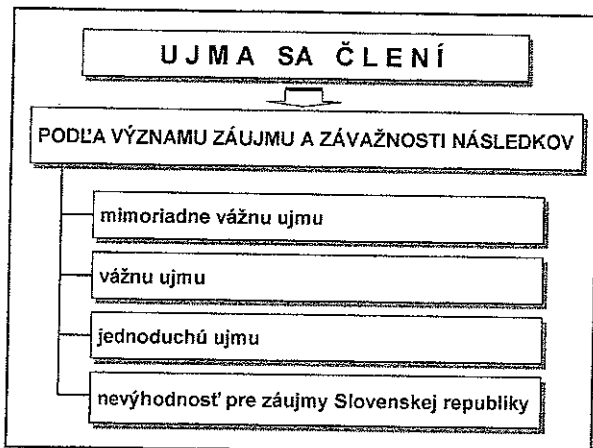 UJMA SA ČLENÍ
PODĽA VÝZNAMU ZÁUJMU A ZÁVAŽNOSTI NÁSLEDKOV
mimoriadne vážnu ujmu
vážnu ujmu
jednoduchú ujmu
nevýhodnosť pre záujmy Slovenskej republiky